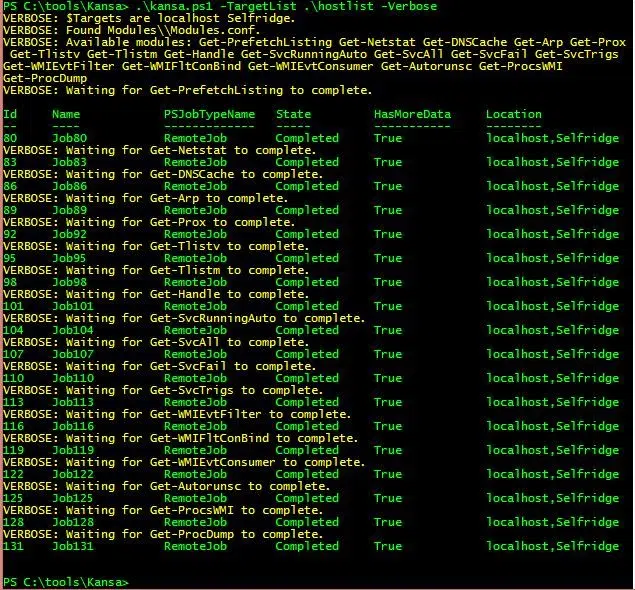 PS C:\tools\Kansa> .\kansa.ps1 -TargetList .\hostlist -Verbose
VERBOSE: $Targets are localhost Selfridge.
VERBOSE: Found Modules\\Modules.conf.
VERBOSE: Available modules: Get-PrefetchListing Get-Netstat Get-DNSCache Get-Arp Get-Prox
Get-Tlistv Get-Tlistm Get-Handle Get-SvcRunningAuto Get-SvcAll Get-SvcFail Get-SvcTrigs
Get-WMIEvtFilter Get-WMIFltConBind Get-WMIEvtConsumer Get-Autorunsc Get-ProcsWMI
Get-ProcDump
VERBOSE: Waiting for Get-PrefetchListing to complete.
Id Name PSJobTypeName State HasMoreData Location
-- ---- ------------- ----- ----------- --------
80 Job80 RemoteJob Completed True localhost,Selfridge
VERBOSE: Waiting for Get-Netstat to complete.
83 Job83 RemoteJob Completed True localhost,Selfridge
VERBOSE: Waiting for Get-DNSCache to complete.
86 Job86 RemoteJob Completed True localhost,Selfridge
VERBOSE: Waiting for Get-Arp to complete.
89 Job89 RemoteJob Completed True localhost,Selfridge
VERBOSE: Waiting for Get-Prox to complete.
92 Job92 RemoteJob Completed True localhost,Selfridge
VERBOSE: Waiting for Get-Tlistv to complete.
95 Job95 RemoteJob Completed True localhost,Selfridge
VERBOSE: Waiting for Get-Tlistm to complete.
98 Job98 RemoteJob Completed True localhost,Selfridge
VERBOSE: Waiting for Get-Handle to complete.
101 Job101 RemoteJob Completed True localhost,Selfridge
VERBOSE: Waiting for Get-SvcRunningAuto to complete.
104 Job104 RemoteJob Completed True localhost,Selfridge
VERBOSE: Waiting for Get-SvcAll to complete.
107 Job107 RemoteJob Completed True localhost,Selfridge
VERBOSE: Waiting for Get-SvcFail to complete.
110 Job110 RemoteJob Completed True localhost,Selfridge
VERBOSE: Waiting for Get-SvcTrigs to complete.
113 Job113 RemoteJob Completed True localhost,Selfridge
VERBOSE: Waiting for Get-WMIEvtFilter to complete.
116 Job116 RemoteJob Completed True localhost,Selfridge
VERBOSE: Waiting for Get-WMIFltConBind to complete.
119 Job119 RemoteJob Completed True localhost,Selfridge
VERBOSE: Waiting for Get-WMIEvtConsumer to complete.
122 Job122 RemoteJob Completed True localhost,Selfridge
VERBOSE: Waiting for Get-Autorunsc to complete.
125 Job125 RemoteJob Completed True localhost,Selfridge
VERBOSE: Waiting for Get-ProcsWMI to complete.
128 Job128 RemoteJob Completed True localhost,Selfridge
VERBOSE: Waiting for Get-ProcDump to complete.
131 Job131 RemoteJob Completed True localhost,Selfridge
PS C:\tools\Kansa>